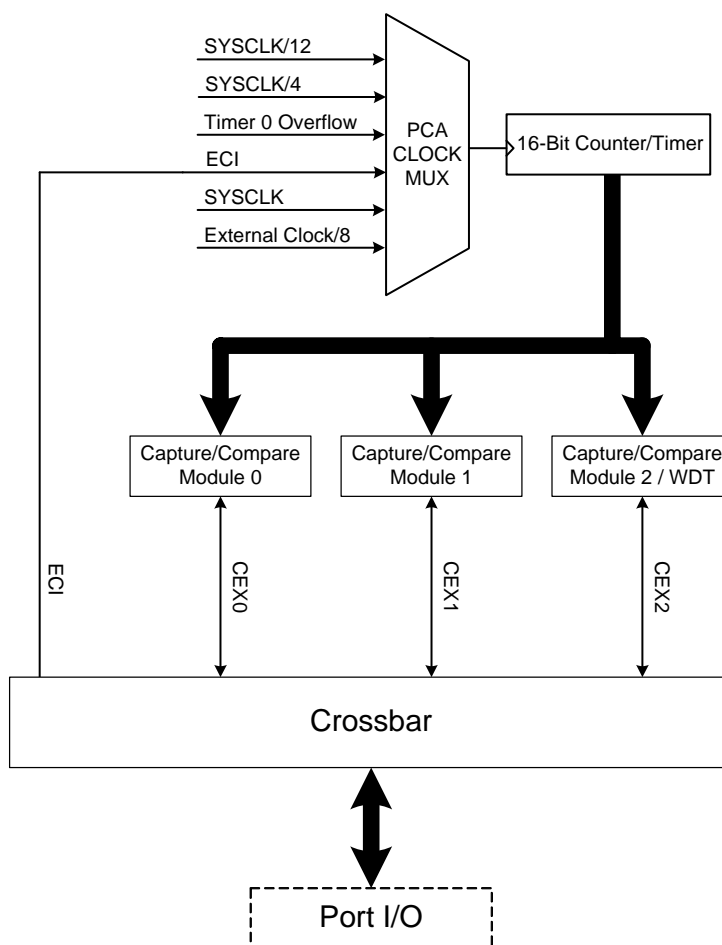 SYSCLK/12
SYSCLK/4
Timer 0 Overflow
ECI
SYSCLK
External Clock/8
PCA
CLOCK
MUX
16-Bit Counter/Timer
Capture/Compare
Module 0
Capture/Compare
Module 1
Capture/Compare
Module 2 / WDT
ECI
CEX0
CEX1
CEX2
Crossbar
Port I/O